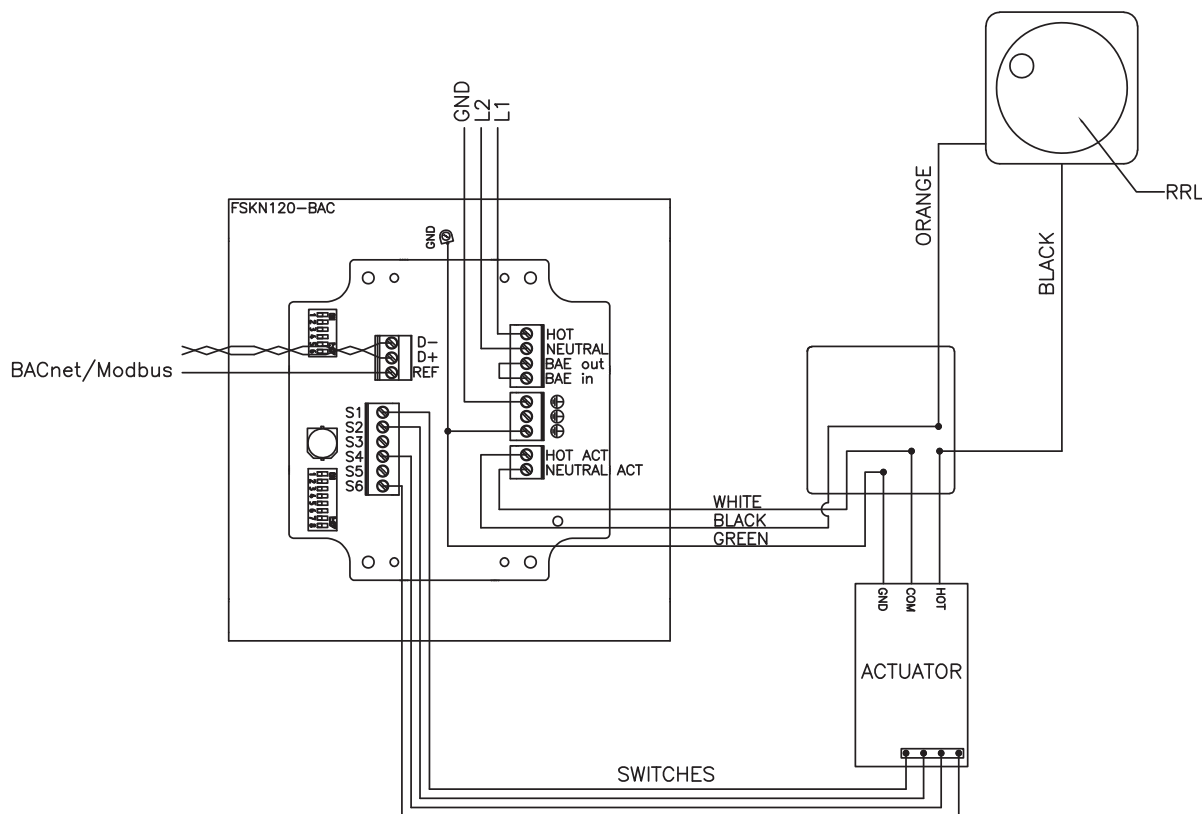 GND
L2
L1
RRL
ORANGE
BLACK
FSKN120-BAC
GND
D-
D+
REF
BACnet/Modbus
HOT
NEUTRAL
BAE out
BAE in
S1
S2
S3
S4
S5
S6
HOT ACT
NEUTRAL ACT
WHITE
BLACK
GREEN
GND
COM
HOT
ACTUATOR
SWITCHES